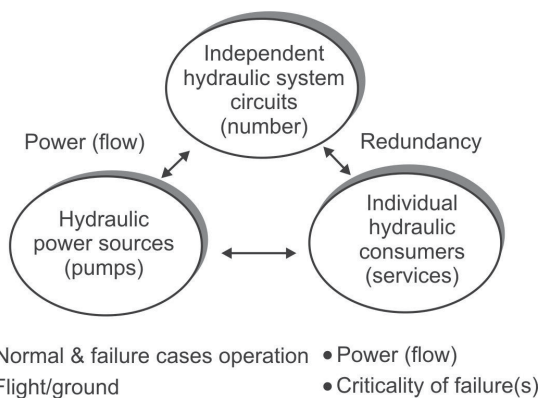 Independent
hydraulic system
circuits
(number)
Power (flow)
Redundancy
Hydraulic
power sources
(pumps)
Individual
hydraulic
consumers
(services)
Normal & failure cases operation
• Power (flow)
Flight/ground
• Criticality of failure(s)